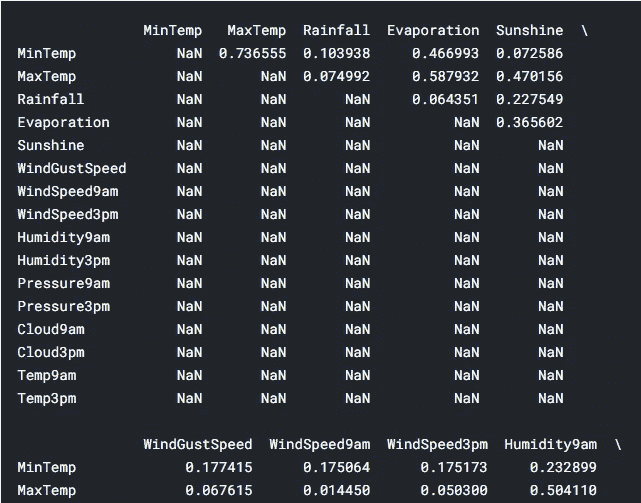 MinTemp MaxTemp Rainfall Evaporation Sunshine \
MinTemp NaN 0.736555 0.103938 0.466993 0.072586
MaxTemp NaN NaN 0.074992 0.587932 0.470156
Rainfall NaN NaN NaN 0.064351 0.227549
Evaporation NaN NaN NaN NaN 0.365602
Sunshine NaN NaN NaN NaN NaN
WindGustSpeed NaN NaN NaN NaN NaN
WindSpeed9am NaN NaN NaN NaN NaN
WindSpeed3pm NaN NaN NaN NaN NaN
Humidity9am NaN NaN NaN NaN NaN
Humidity3pm NaN NaN NaN NaN NaN
Pressure9am NaN NaN NaN NaN NaN
Pressure3pm NaN NaN NaN NaN NaN
Cloud9am NaN NaN NaN NaN NaN
Cloud3pm NaN NaN NaN NaN NaN
Temp9am NaN NaN NaN NaN NaN
Temp3pm NaN NaN NaN NaN NaN
WindGustSpeed WindSpeed9am WindSpeed3pm Humidity9am \
MinTemp 0.177415 0.175064 0.175173 0.232899
MaxTemp 0.067615 0.014450 0.050300 0.504110